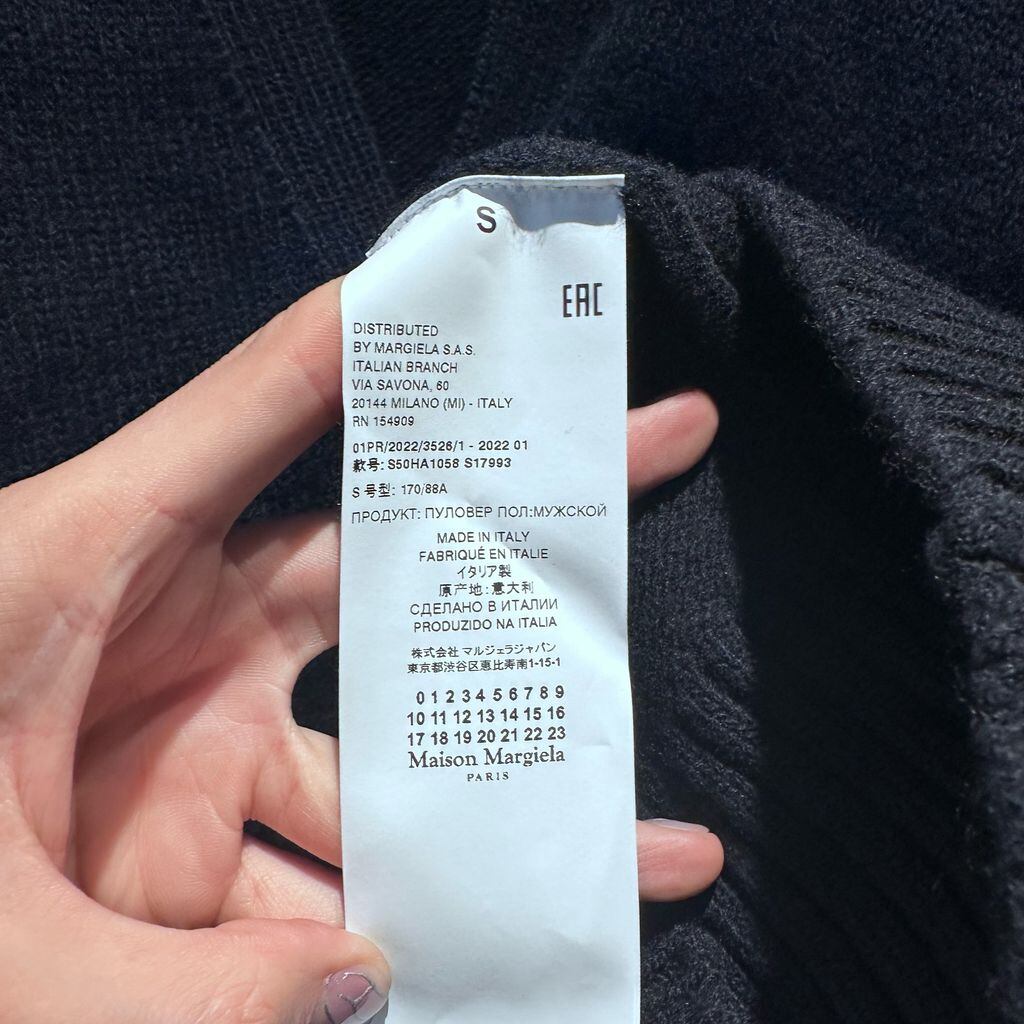 S
EAC
DISTRIBUTED
BY MARGIELA S.A.S.
ITALIAN BRANCH
VIA SAVONA, 60
20144 MILANO (MI) - ITALY
RN 154909
01PR/2022/3526/1 - 2022 01
款号: S50HA1058 S17993
S 号型: 170/88A
ПРОДУКТ: ПУЛОВЕР ПОЛ:МУЖСКОЙ
MADE IN ITALY
FABRIQUÉ EN ITALIE
イタリア製
原产地:意大利
СДЕЛАНО В ИТАЛИИ
PRODUZIDO NA ITALIA
株式会社 マルジェラジャパン
東京都渋谷区恵比寿南1-15-1
0 1 2 3 4 5 6 7 8 9
10 11 12 13 14 15 16
17 18 19 20 21 22 23
Maison Margiela
PARIS